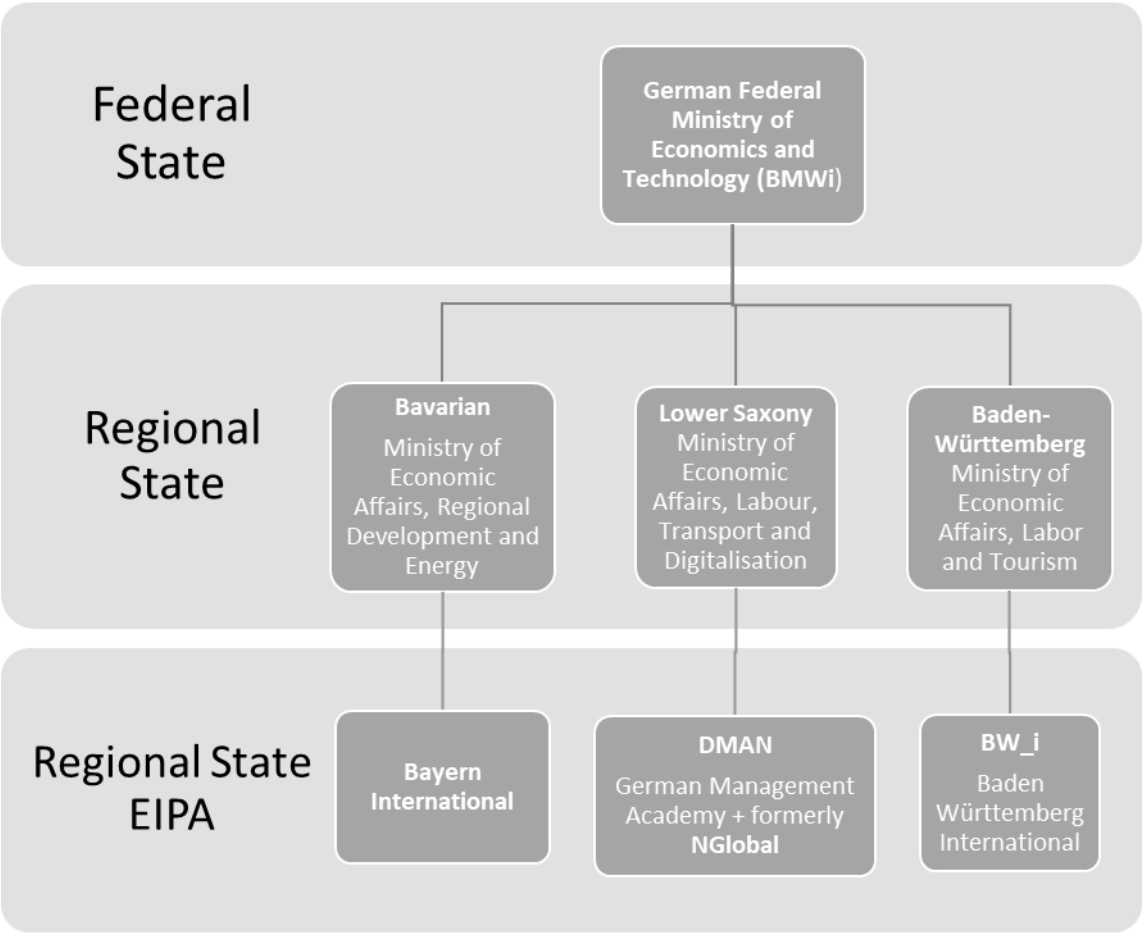 Federal
State
German Federal
Ministry of
Economics and
Technology (BMWi)
Regional
State
Bavarian
Ministry of
Economic
Affairs, Regional
Development and
Energy
Lower Saxony
Ministry of
Economic
Affairs, Labour,
Transport and
Digitalisation
Baden-
Württemberg
Ministry of
Economic
Affairs, Labor
and Tourism
Regional State
EIPA
Bayern
International
DMAN
German Management
Academy + formerly
NGlobal
BW_i
Baden
Württemberg
International